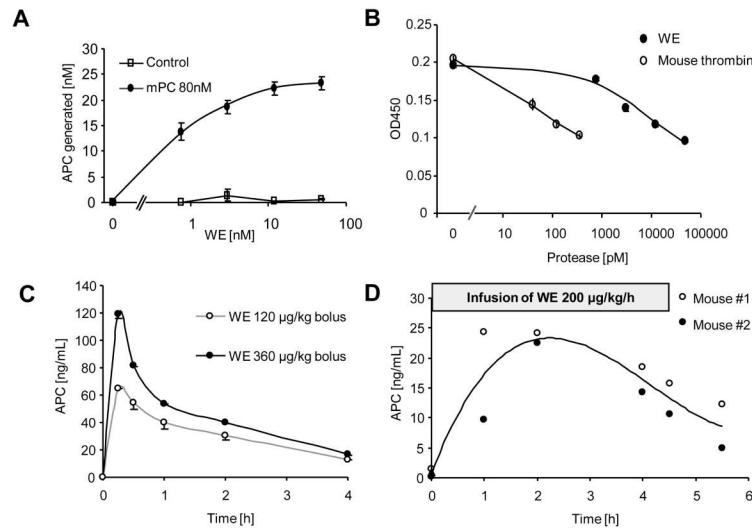 A
Control
mPC 80nM
APC generated [nM]
30
25
20
15
10
5
0
0
1
10
100
WE [nM]
B
WE
Mouse thrombin
OD450
0.25
0.2
0.15
0.1
0.05
0
0
10
100
1000
10000
100000
Protease [pM]
C
WE 120 µg/kg bolus
WE 360 µg/kg bolus
APC [ng/mL]
140
120
100
80
60
40
20
0
0
1
2
3
4
Time [h]
D
Infusion of WE 200 µg/kg/h
Mouse #1
Mouse #2
APC [ng/mL]
30
25
20
15
10
5
0
0
1
2
3
4
5
6
Time [h]